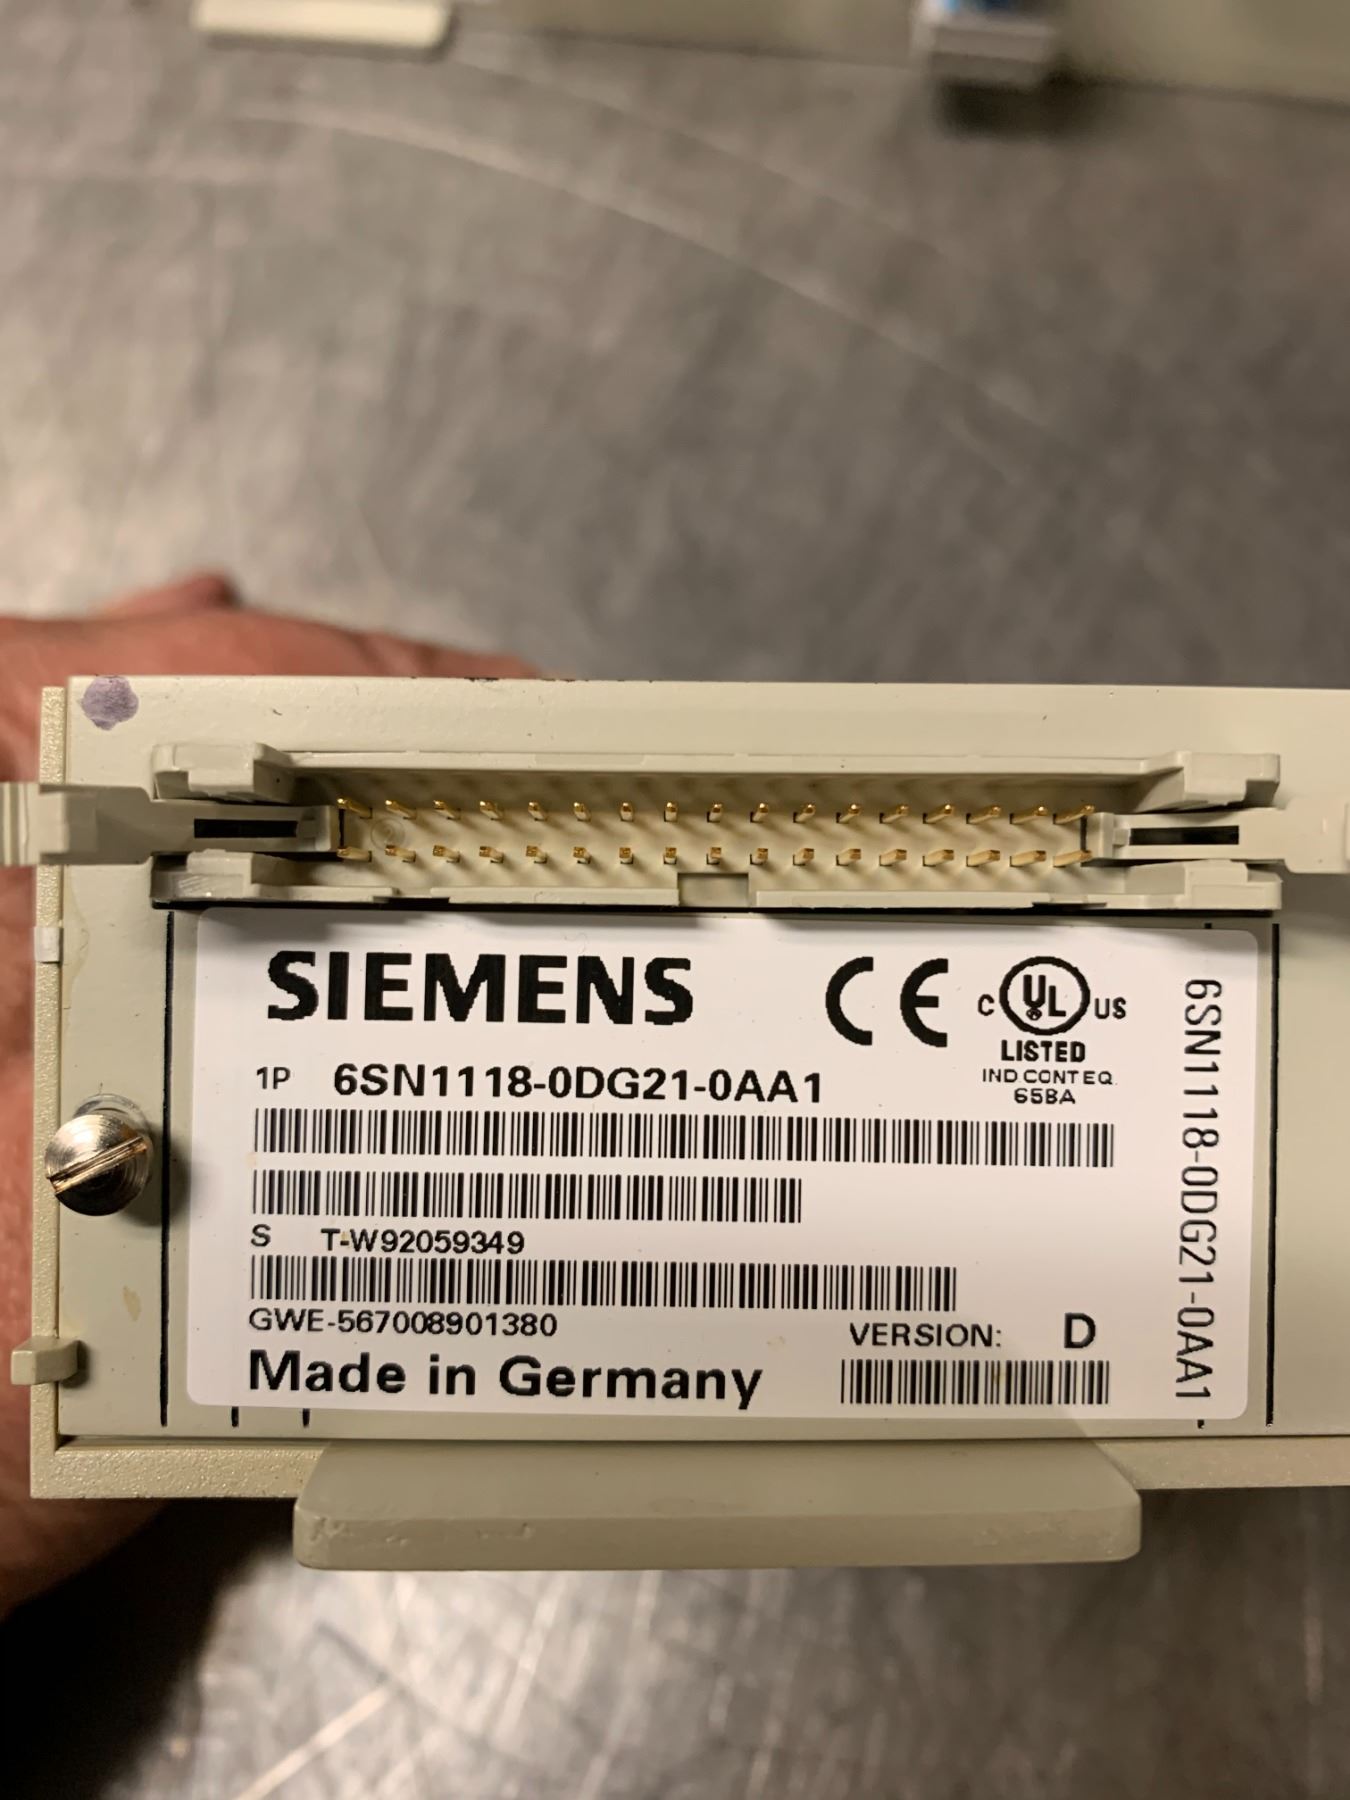 SIEMENS
CE
C UL US
LISTED
IND.CONT.EQ.
65BA
1P 6SN1118-0DG21-0AA1
S T-W92059349
GWE-567008901380
VERSION: D
Made in Germany
6SN1118-0DG21-0AA1